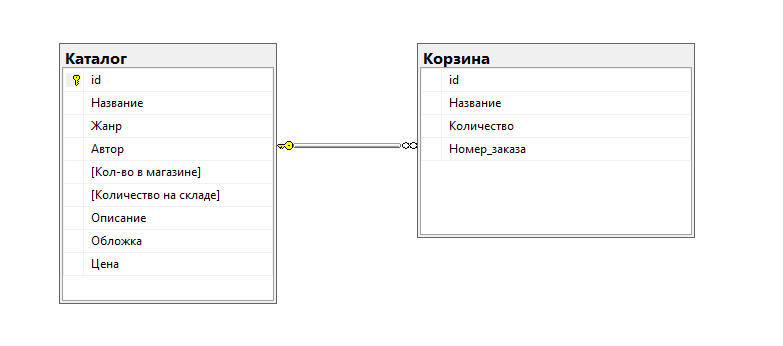 Каталог
id
Название
Жанр
Автор
[Кол-во в магазине]
[Количество на складе]
Описание
Обложка
Цена
Корзина
id
Название
Количество
Номер_заказа